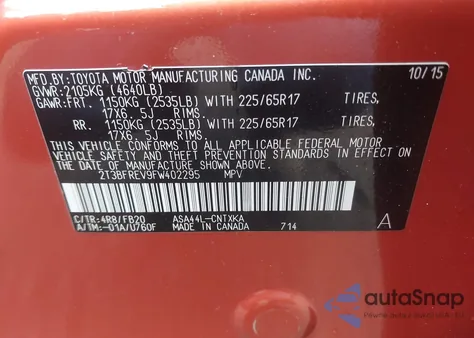 MFD.BY:TOYOTA MOTOR MANUFACTURING CANADA INC. 10/15
GVWR:2105KG (4640LB)
GAWR:FRT. 1150KG (2535LB) WITH 225/65R17 TIRES,
17X6.5J RIMS.
RR. 1150KG (2535LB) WITH 225/65R17 TIRES,
17X6.5J RIMS.
THIS VEHICLE CONFORMS TO ALL APPLICABLE FEDERAL MOTOR
VEHICLE SAFETY AND
THEFT PREVENTION STANDARDS IN EFFECT ON THE DATE OF
MANUFACTURE SHOWN ABOVE.
2T3BFREV9FW402295 MPV
C/TR:4R8/FB20 ASA44L-CNTXKA
A/TM:-01A/U760F MADE IN CANADA 714 A
autoSnap